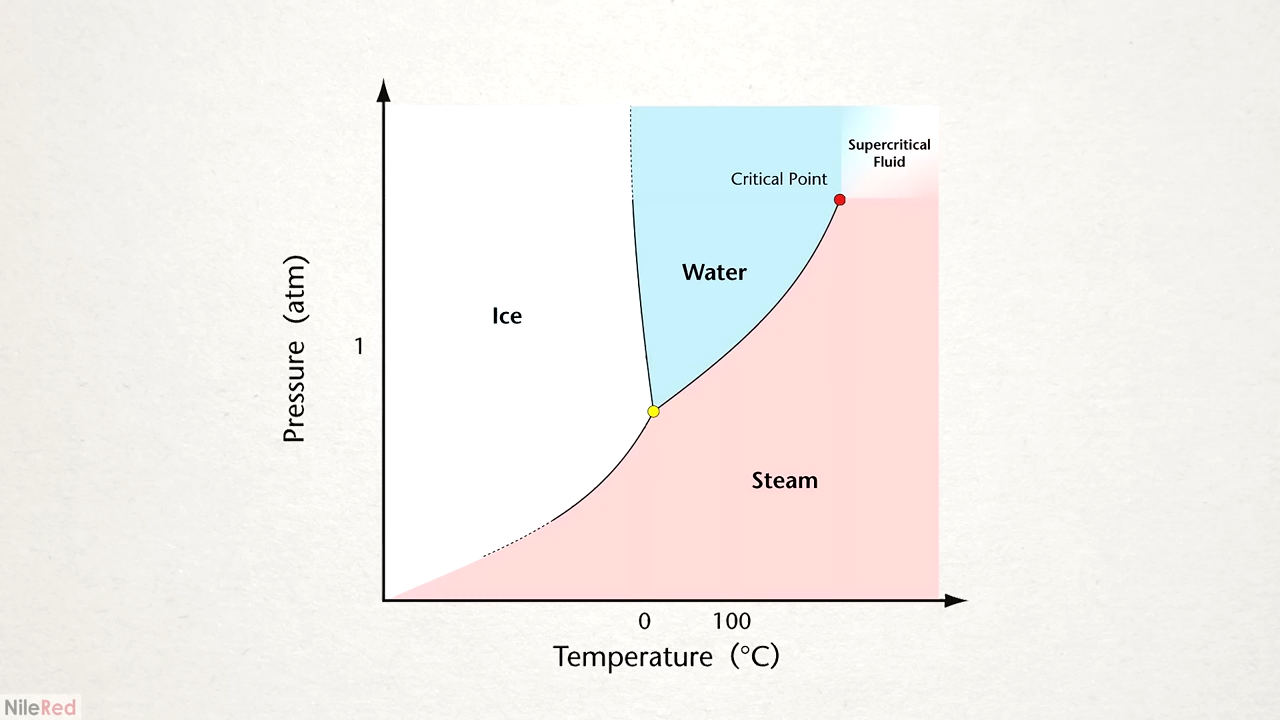 Supercritical
Fluid
Critical Point
Water
Ice
Pressure (atm)
1
Steam
0 100
Temperature (°C)
NileRed